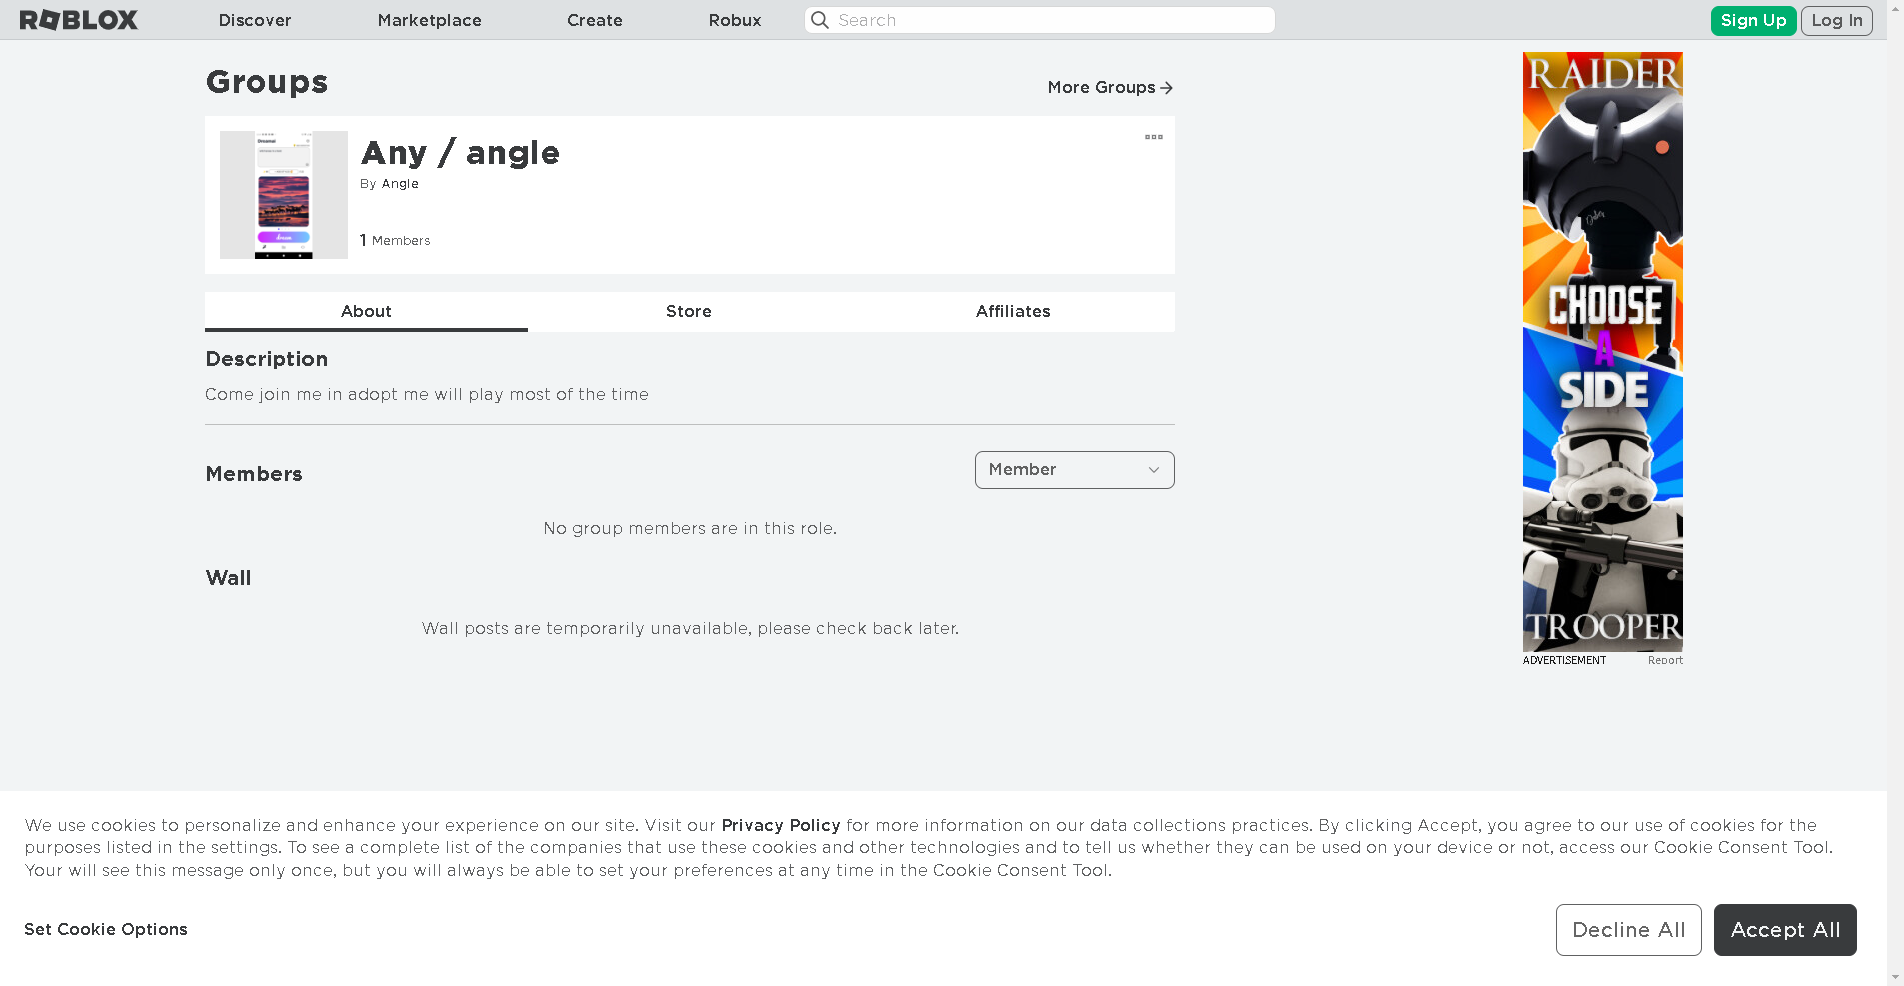 ROBLOX
Discover
Marketplace
Create
Robux
Search
Sign Up
Log In
Groups
More Groups
Any / angle
By Angle
1 Members
About
Store
Affiliates
Description
Come join me in adopt me will play most of the time
Members
Member
No group members are in this role.
Wall
Wall posts are temporarily unavailable, please check back later.
RAIDER
CHOOSE
A
SIDE
TROOPER
ADVERTISEMENT
Report
We use cookies to personalize and enhance your experience on our site. Visit our Privacy Policy for more information on our data collections practices. By clicking Accept, you agree to our use of cookies for the
purposes listed in the settings. To see a complete list of the companies that use these cookies and other technologies and to tell us whether they can be used on your device or not, access our Cookie Consent Tool.
Your will see this message only once, but you will always be able to set your preferences at any time in the Cookie Consent Tool.
Set Cookie Options
Decline All
Accept All